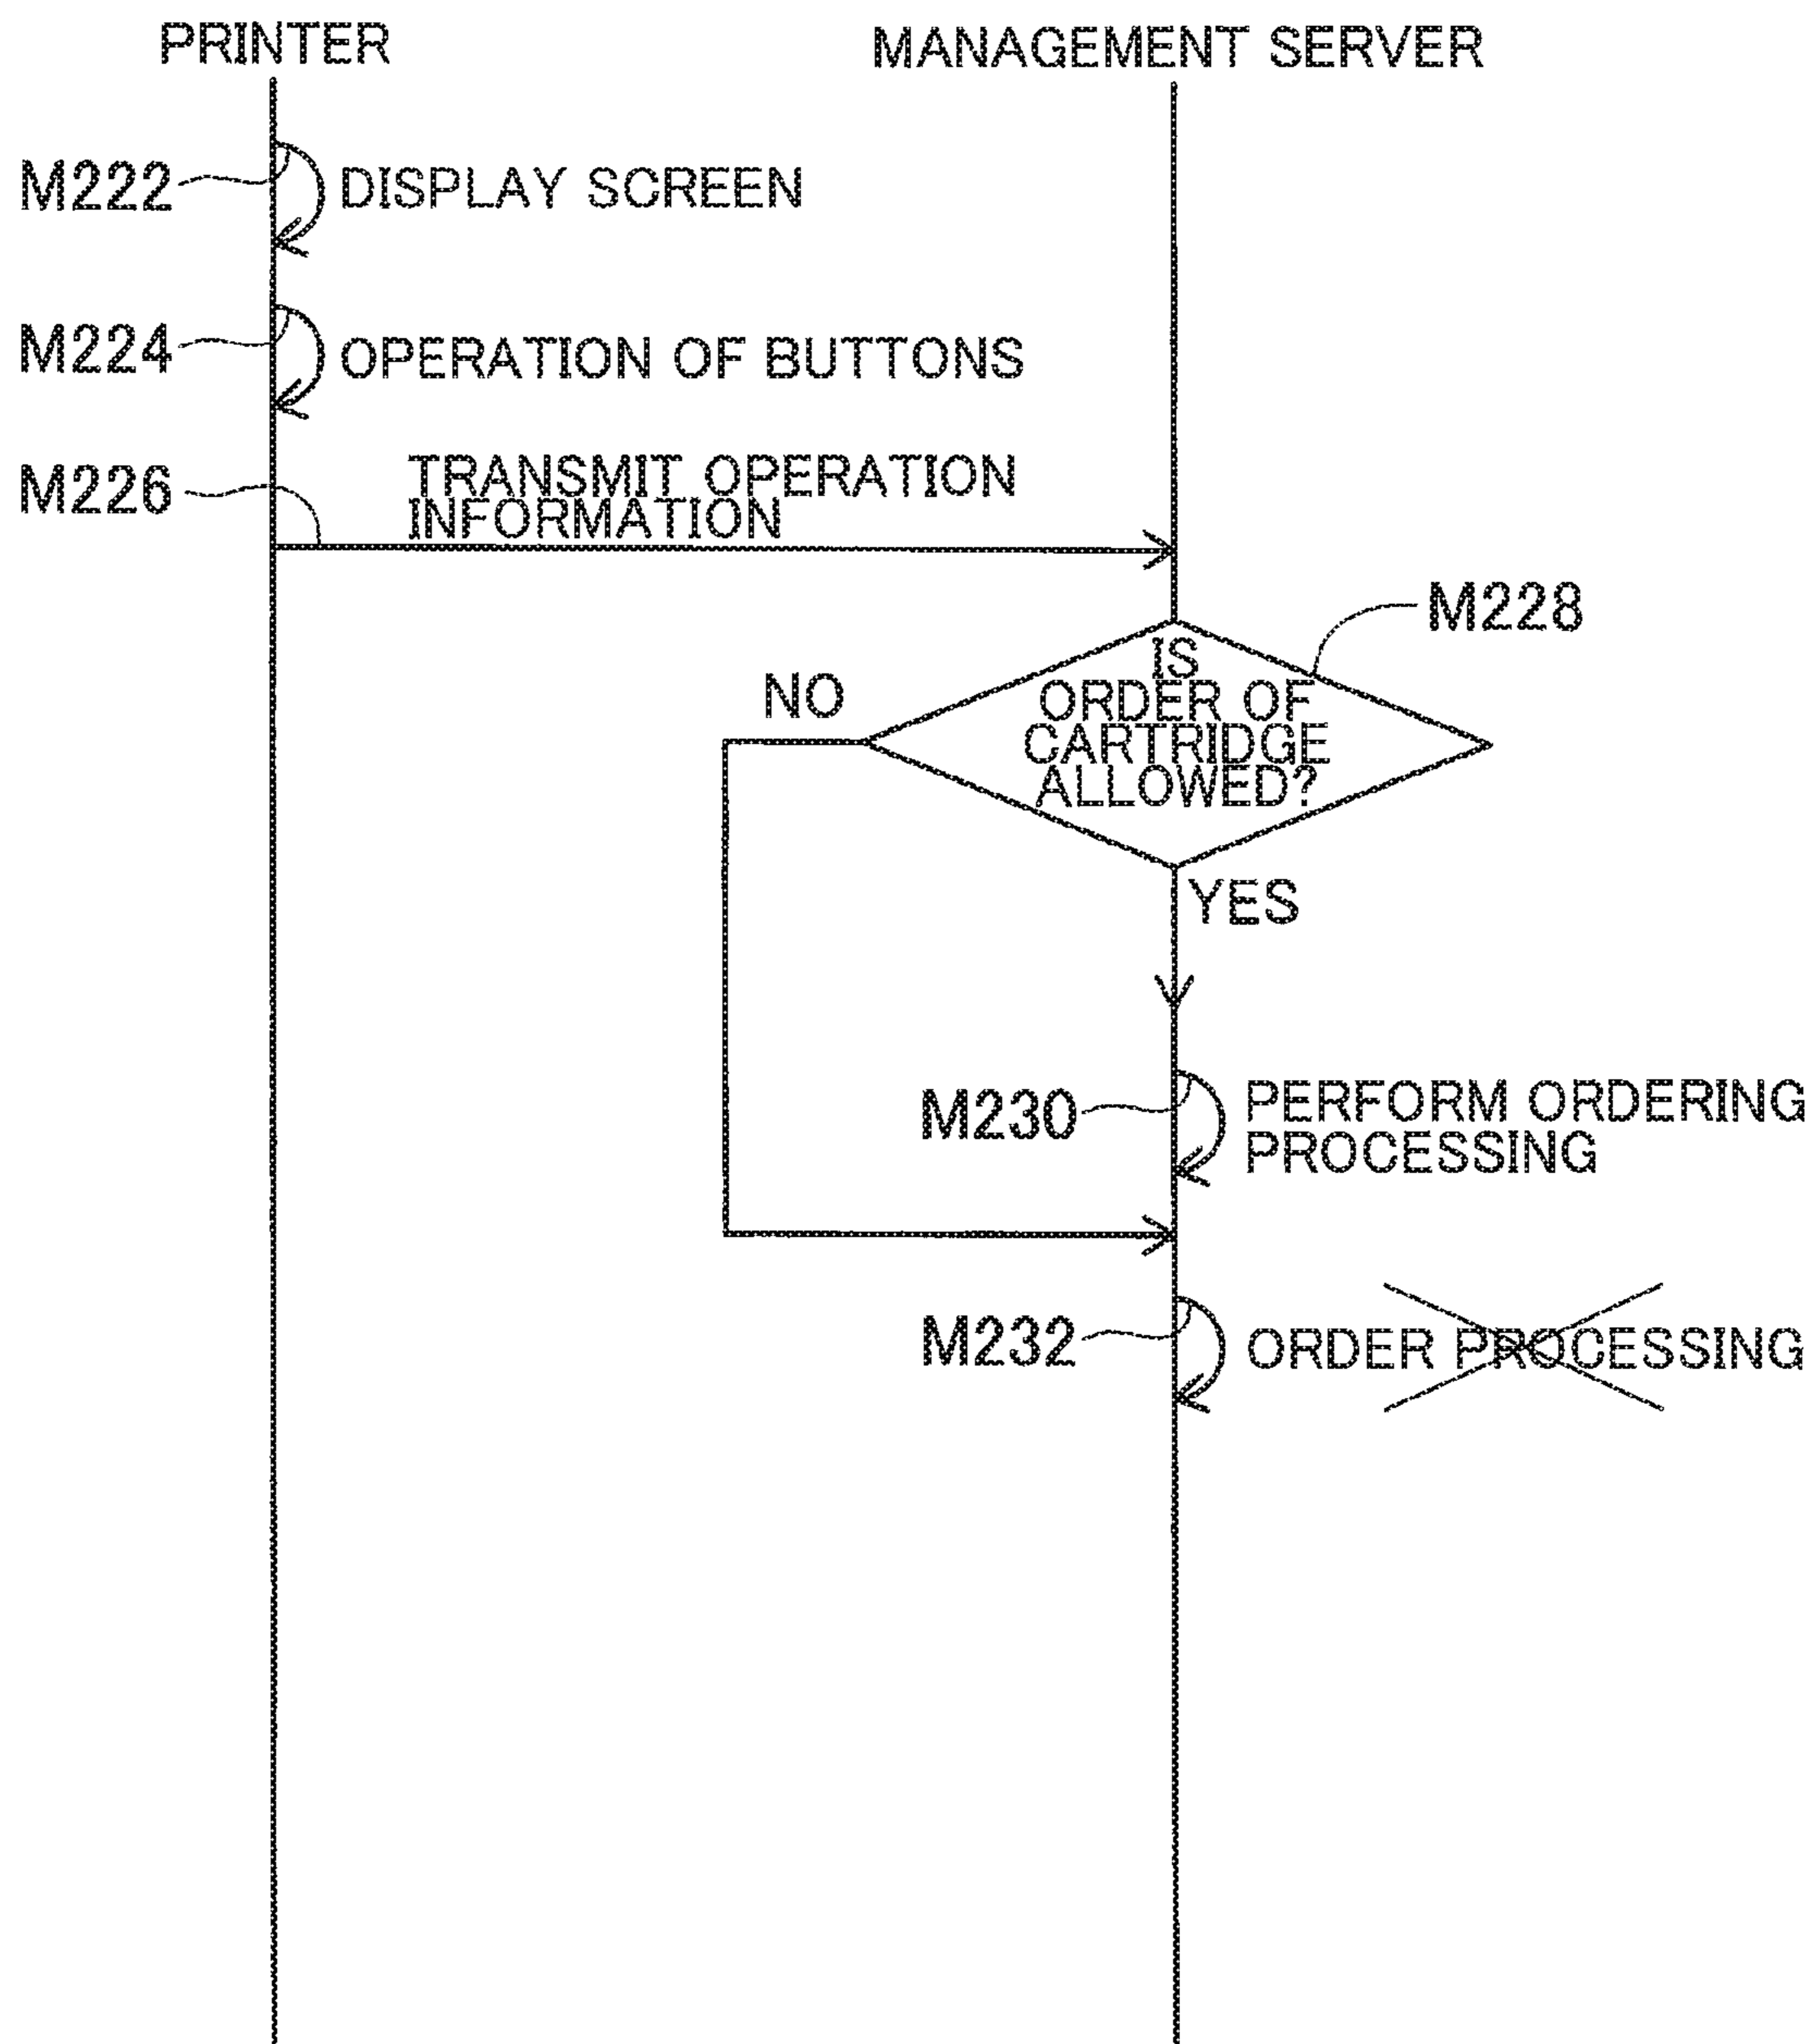 PRINTER
MANAGEMENT SERVER
M222
DISPLAY SCREEN
M224
OPERATION OF BUTTONS
M226
TRANSMIT OPERATION
INFORMATION
M228
IS
ORDER OF
CARTRIDGE
ALLOWED?
NO
YES
M230
PERFORM ORDERING
PROCESSING
M232
ORDER PROCESSING